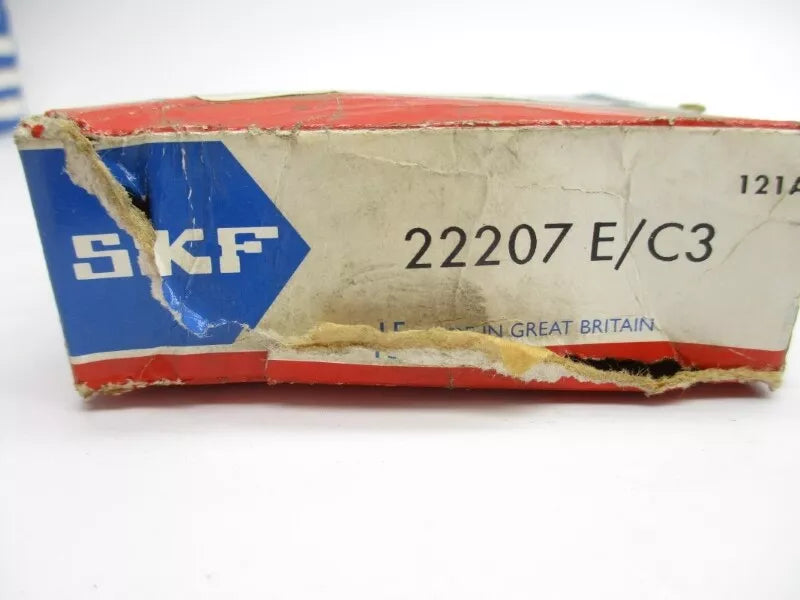 SKF
121A
22207 E/C3
IN GREAT BRITAIN